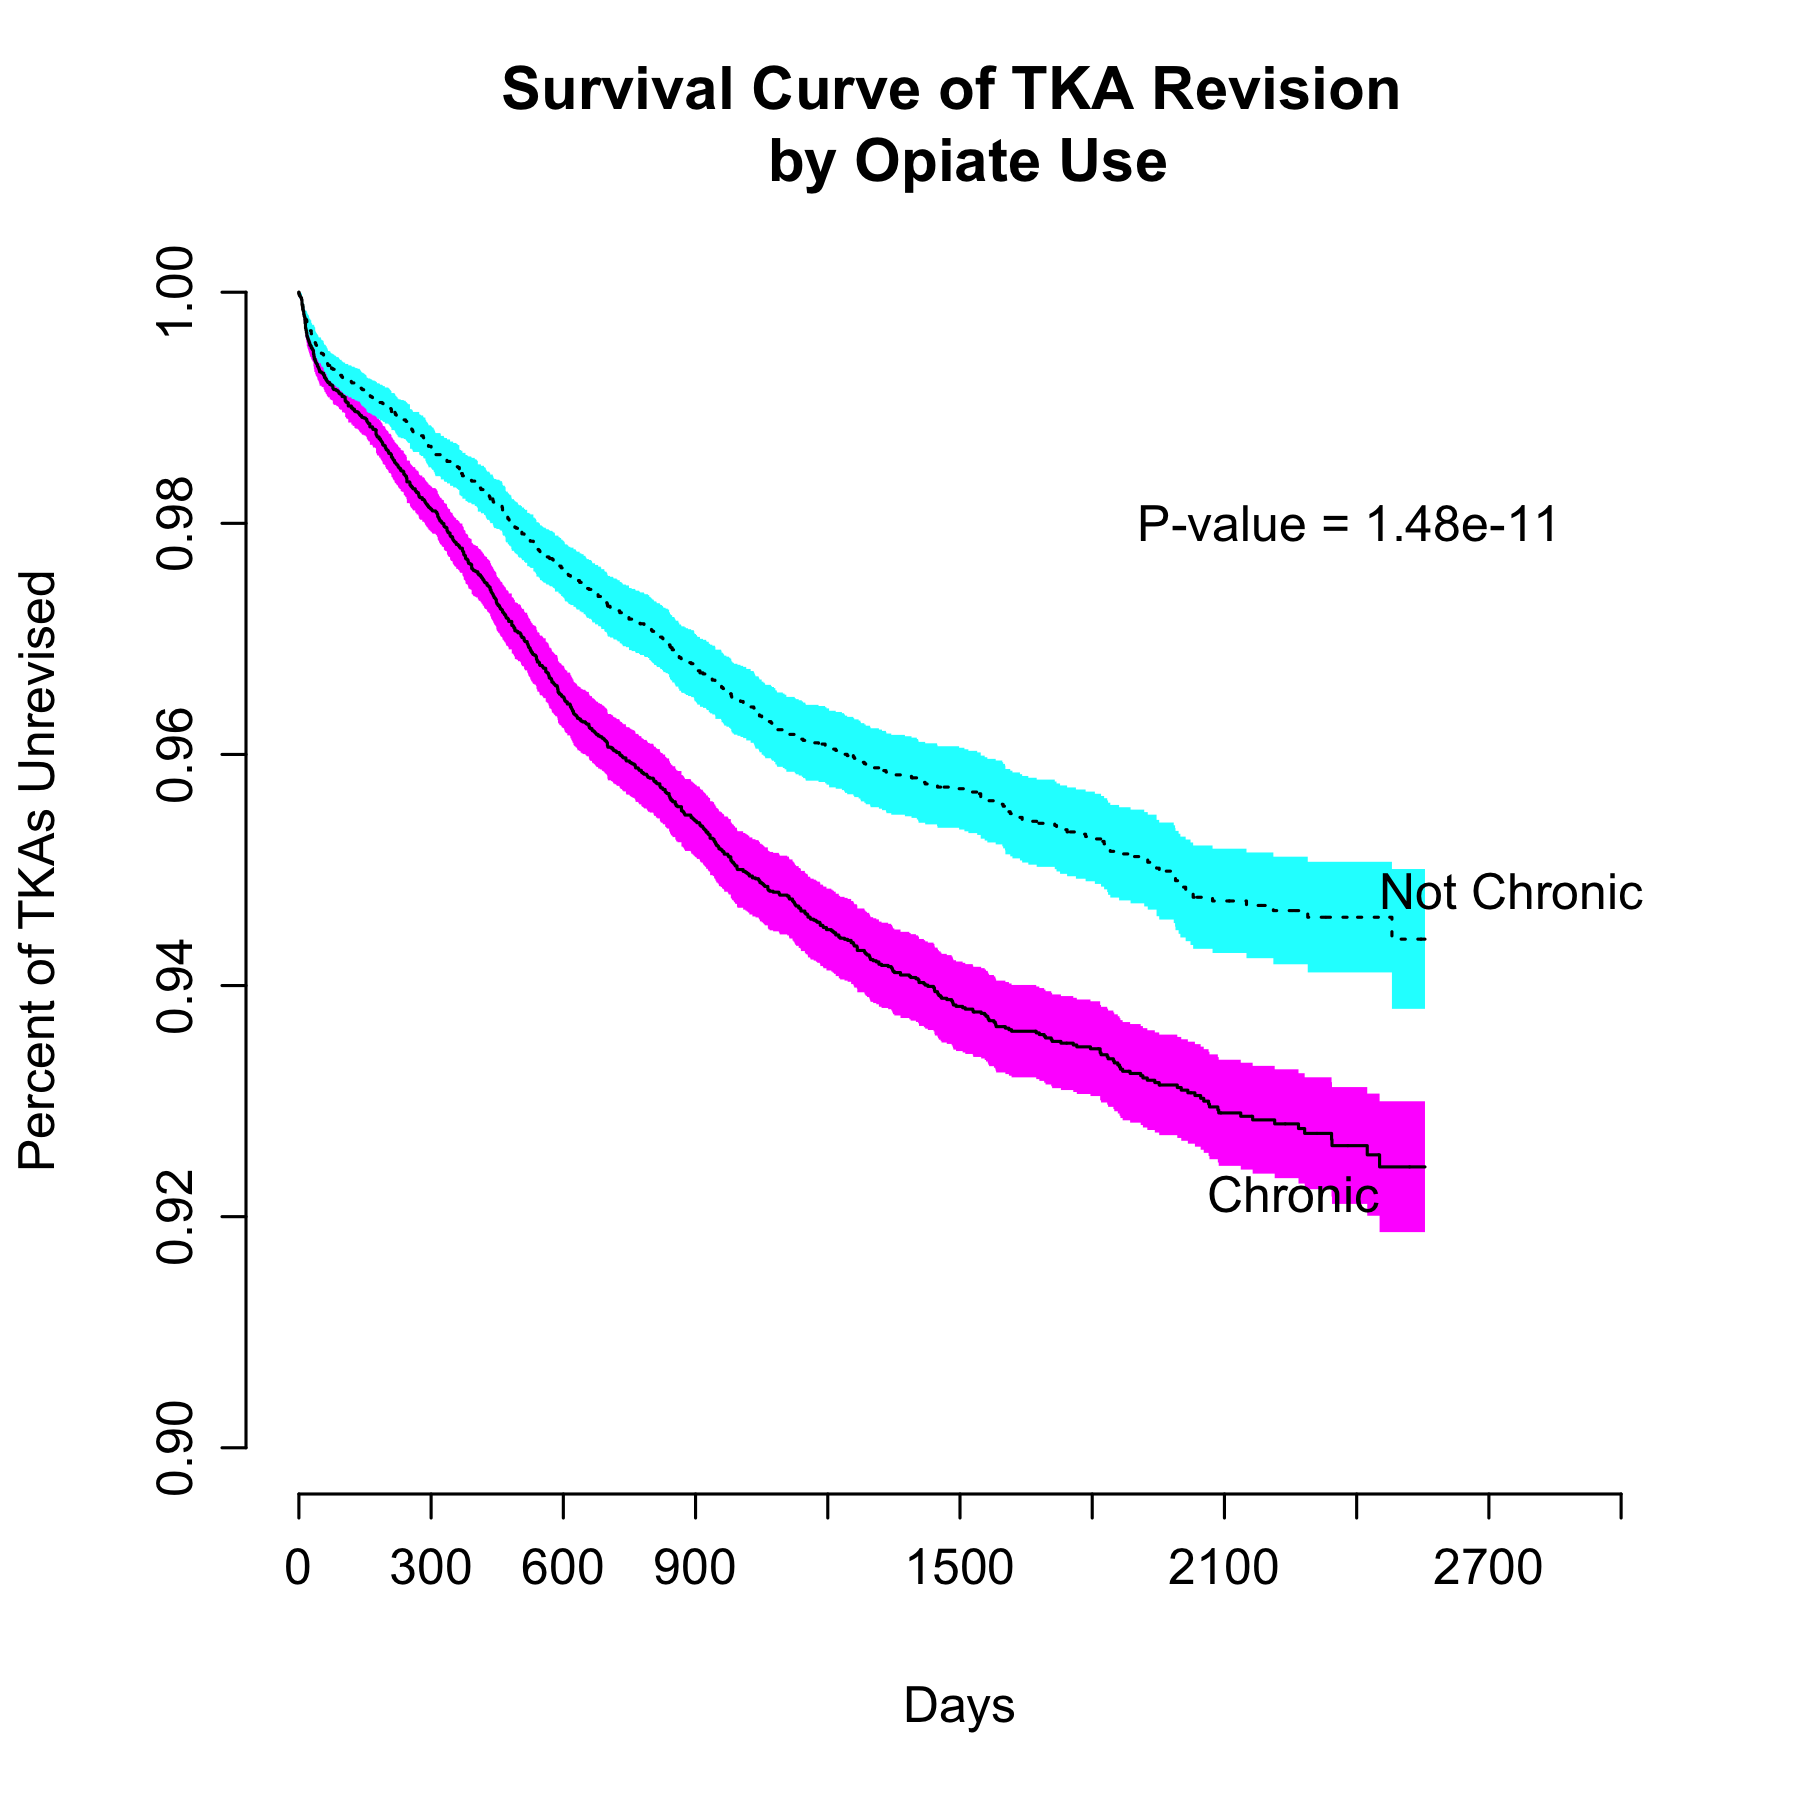 Survival Curve of TKA Revision
by Opiate Use
Percent of TKAs Unrevised
1.00
0.98
0.96
0.94
0.92
0.90
P-value = 1.48e-11
Not Chronic
Chronic
0 300 600 900 1500 2100 2700
Days